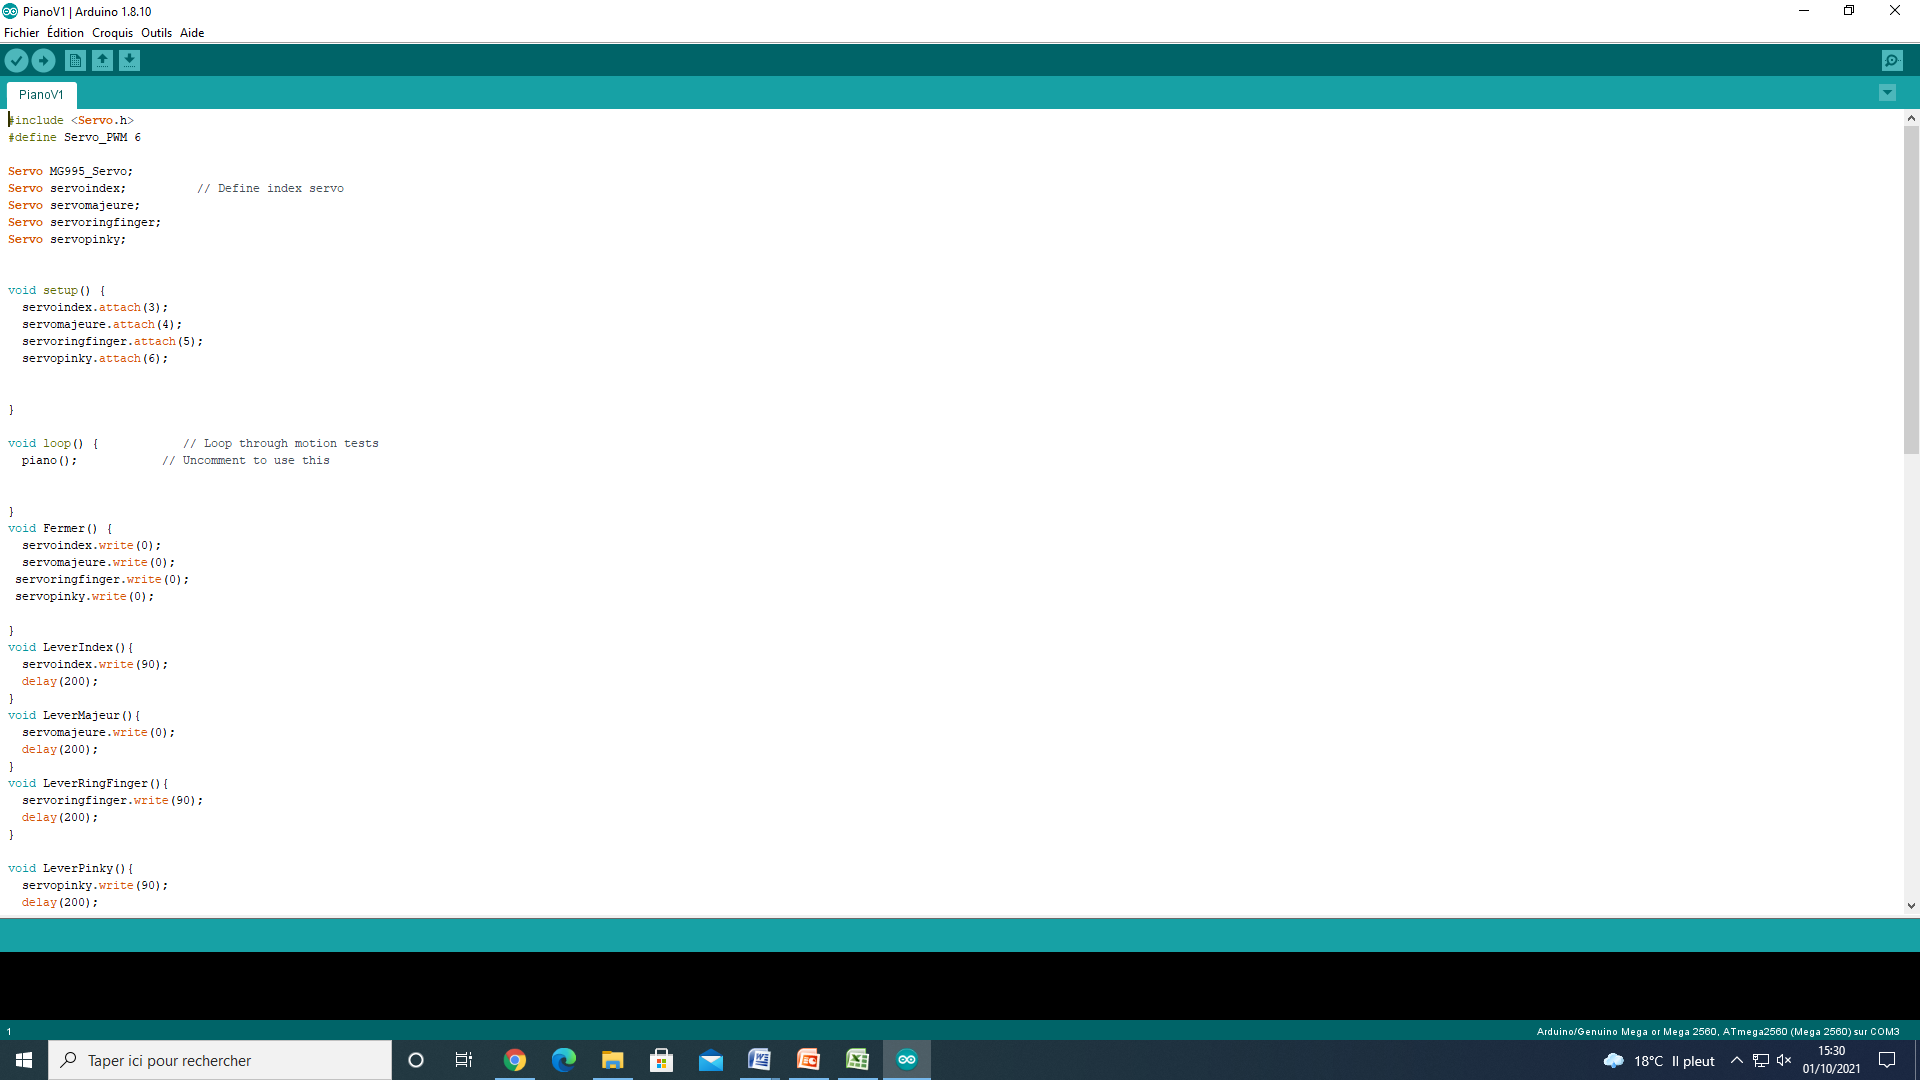 PianoV1 | Arduino 1.8.10
Fichier Édition Croquis Outils Aide
PianoV1
#include <Servo.h>
#define Servo_PWM 6
Servo MG995_Servo;
Servo servoindex;          // Define index servo
Servo servomajeure;
Servo servoringfinger;
Servo servopinky;
void setup() {
  servoindex.attach(3);
  servomajeure.attach(4);
  servoringfinger.attach(5);
  servopinky.attach(6);
}
void loop() {            // Loop through motion tests
  piano();            // Uncomment to use this
}
void Fermer() {
  servoindex.write(0);
  servomajeure.write(0);
 servoringfinger.write(0);
 servopinky.write(0);
}
void LeverIndex(){
  servoindex.write(90);
  delay(200);
}
void LeverMajeur(){
  servomajeure.write(0);
  delay(200);
}
void LeverRingFinger(){
  servoringfinger.write(90);
  delay(200);
}
void LeverPinky(){
  servopinky.write(90);
  delay(200);
1
Arduino/Genuino Mega or Mega 2560, ATmega2560 (Mega 2560) sur COM3
Taper ici pour rechercher
18°C Il pleut
15:30
01/10/2021